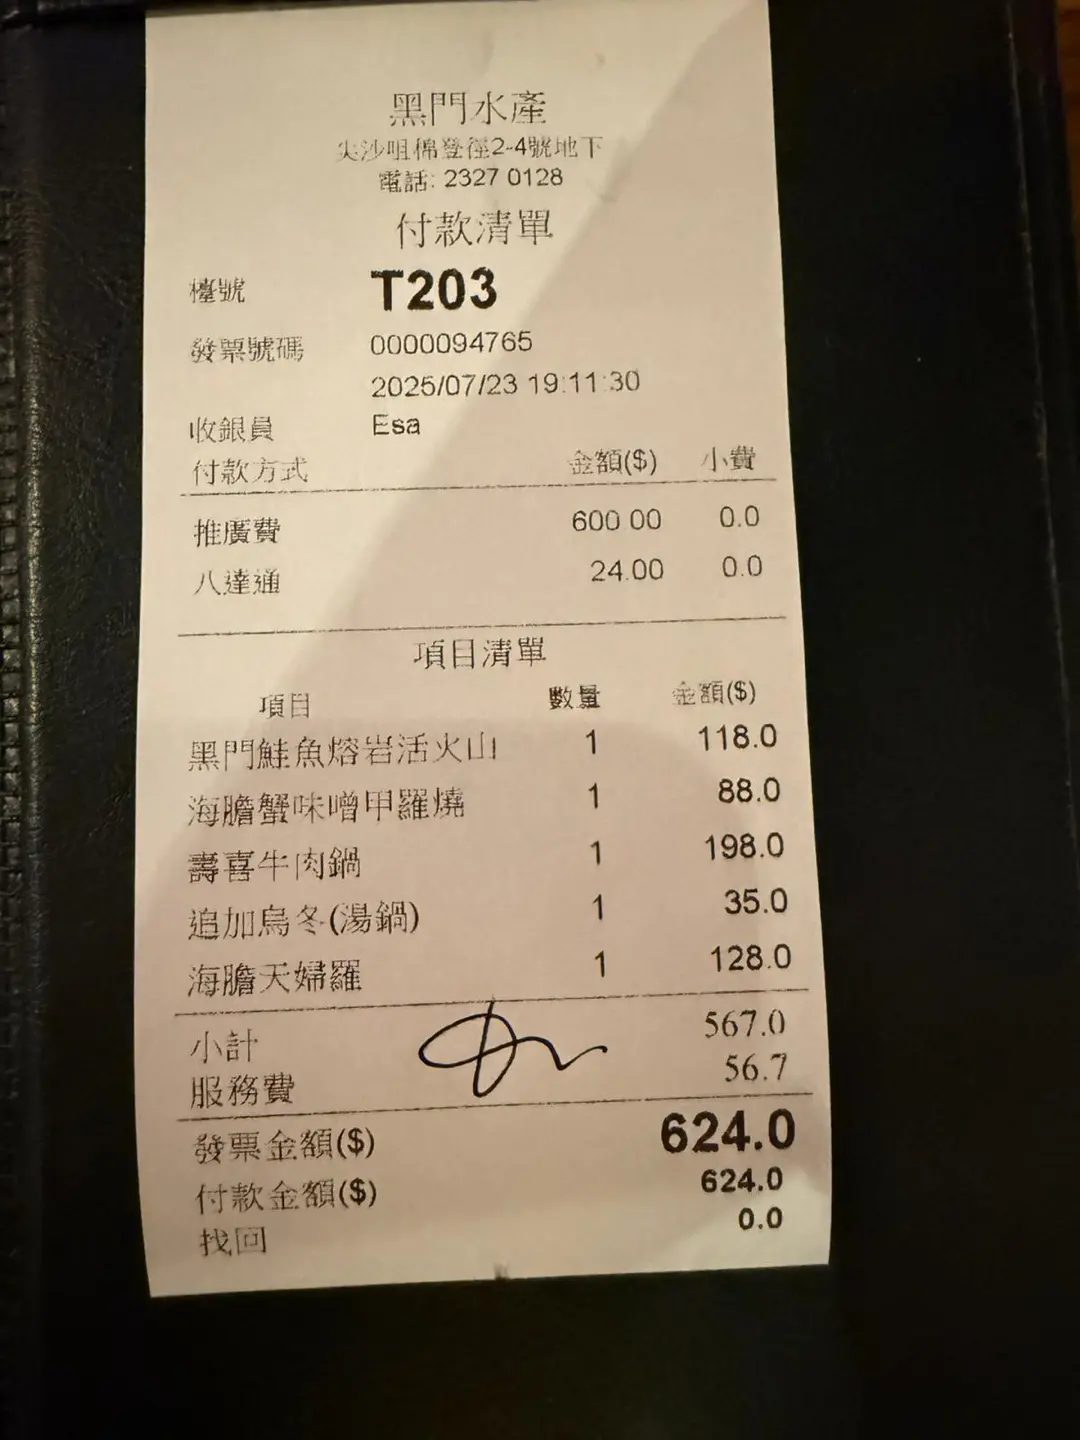 黑門水產
尖沙咀棉登徑2-4號地下
電話: 2327 0128
付款清單
檯號 T203
發票號碼 0000094765
2025/07/23 19:11:30
收銀員 Esa
付款方式 金額($) 小費
推廣費 600.00 0.0
八達通 24.00 0.0
項目清單
項目 數量 金額($)
黑門鮭魚熔岩活火山 1 118.0
海膽蟹味噌甲羅燒 1 88.0
壽喜牛肉鍋 1 198.0
追加烏冬(湯鍋) 1 35.0
海膽天婦羅 1 128.0
小計 567.0
服務費 56.7
發票金額($) 624.0
付款金額($) 624.0
找回 0.0